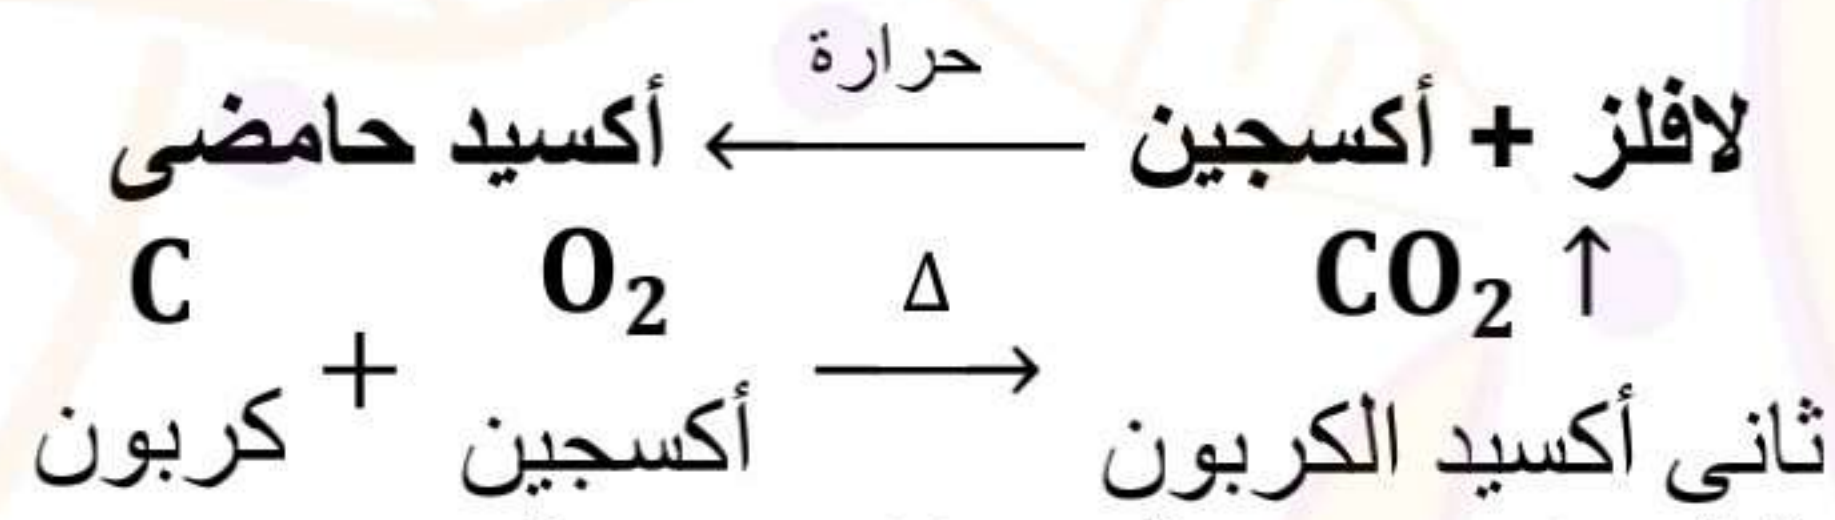 حرارة
لافلز + أكسجين ← أكسيد حامضى
C O₂ Δ CO₂ ↑
كربون + أكسجين → ثانى أكسيد الكربون